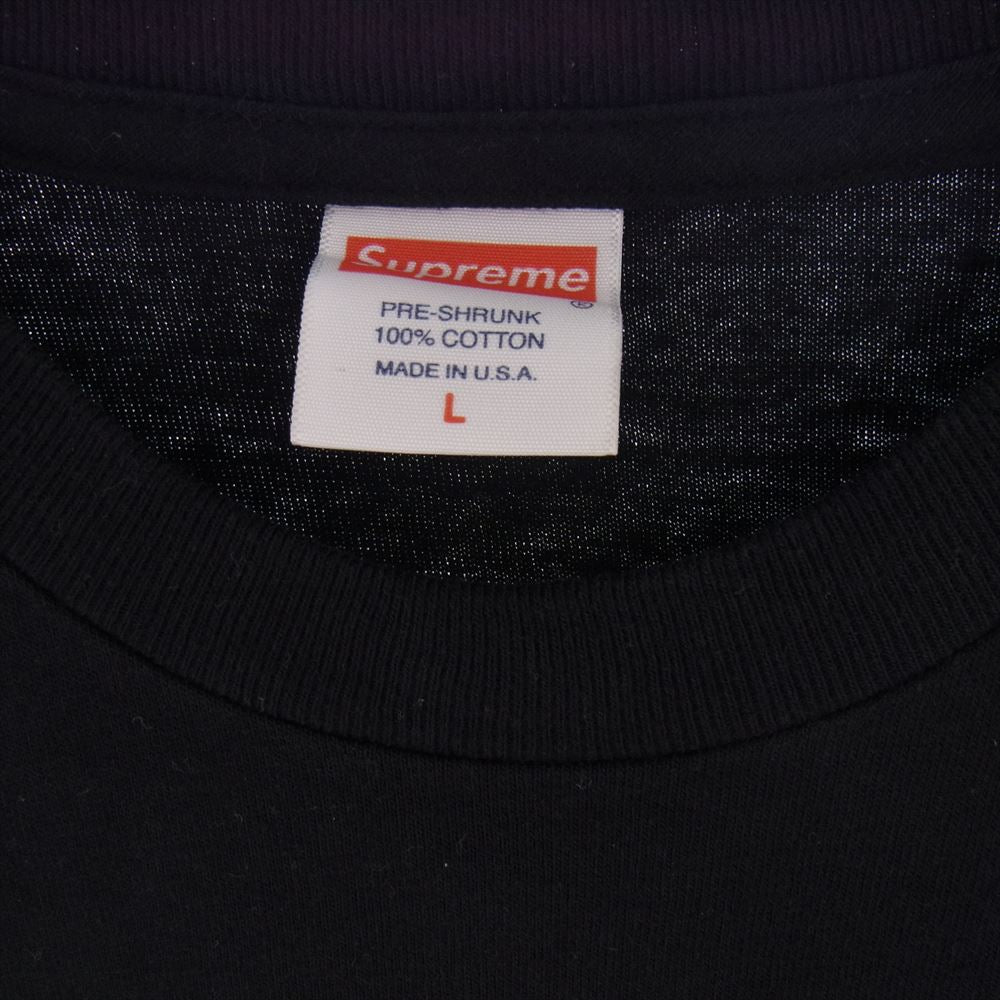 Supreme
®
PRE-SHRUNK
100% COTTON
MADE IN U.S.A.
L